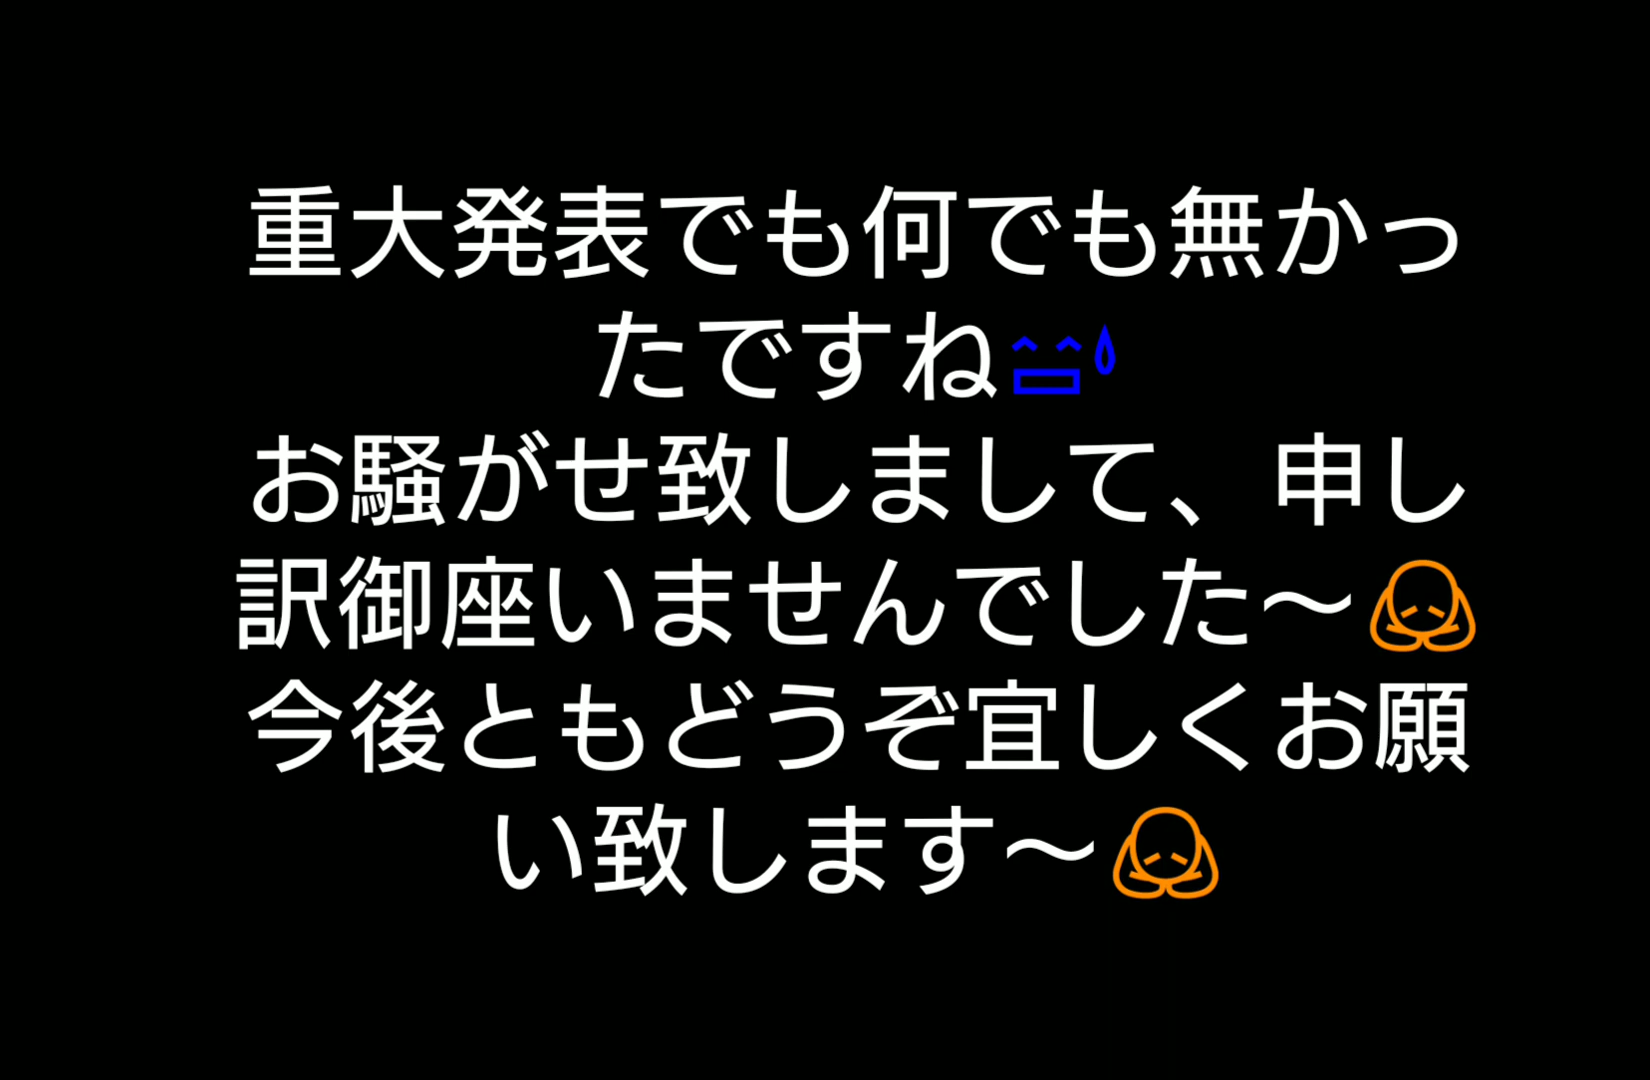 重大発表でも何でも無かっ
たですね
お騒がせ致しまして、申し
訳御座いませんでした〜
今後ともどうぞ宜しくお願
い致します〜